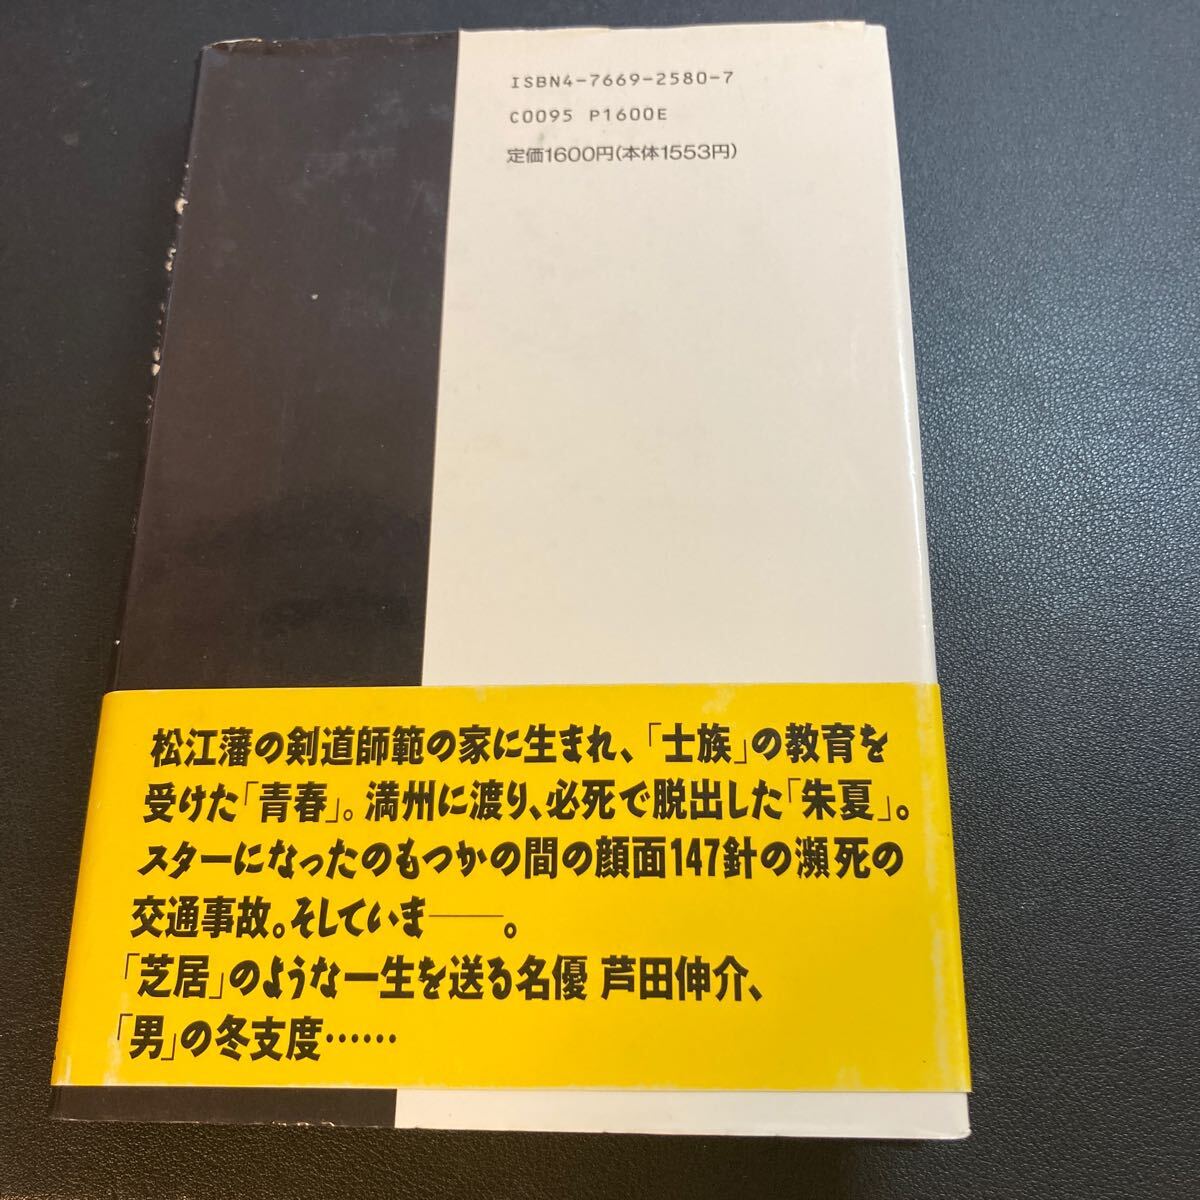 ISBN4-7669-2580-7
C0095 P1600E
定価1600円(本体1553円)
松江藩の剣道師範の家に生まれ、「士族」の教育を
受けた「青春」。満州に渡り、必死で脱出した「朱夏」。
スターになったのもつかの間の顔面147針の瀕死の
交通事故。そしていま――。
「芝居」のような一生を送る名優 芦田伸介、
「男」の冬支度……